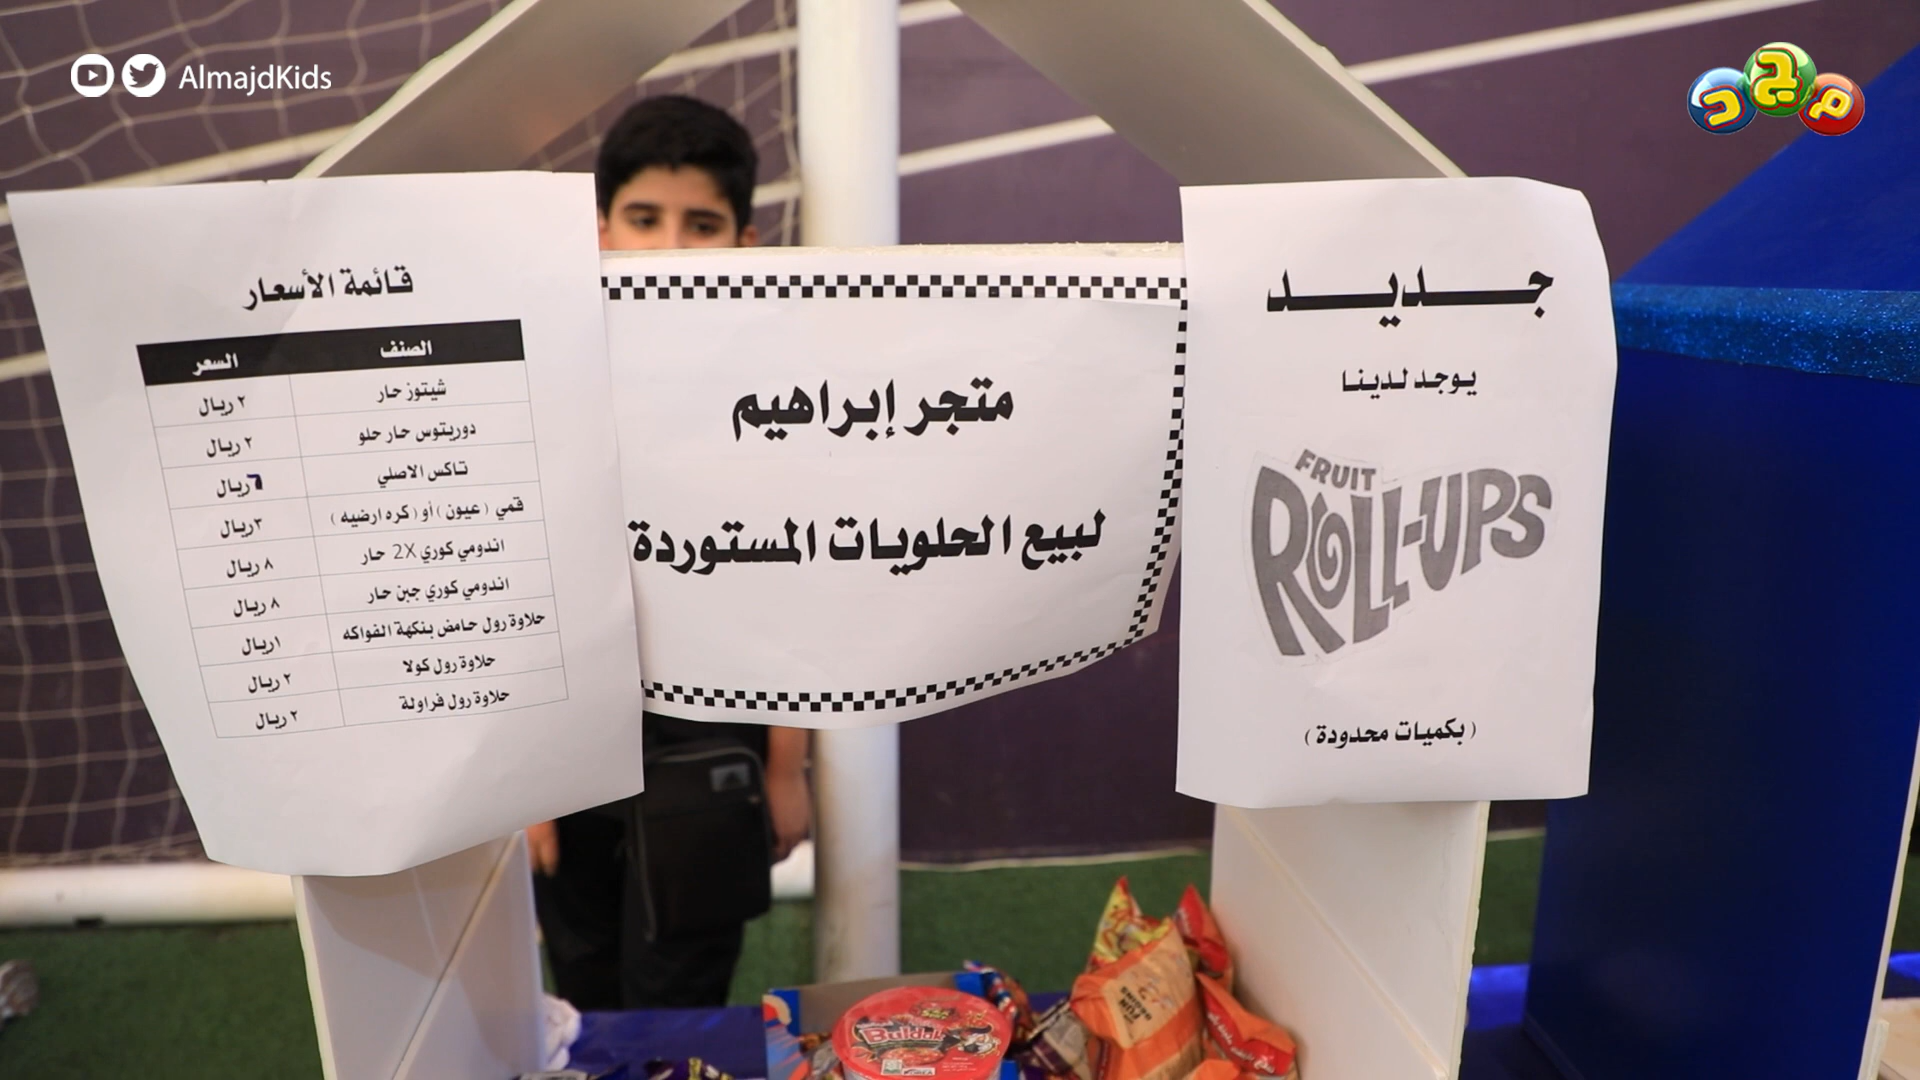 AlmajdKids
مجد
قائمة الأسعار
الصنف السعر
شيتوز حار ٢ ريال
دوريتوس حار حلو ٢ ريال
تاكس الاصلي ٦ريال
قمي ( عيون ) أو ( كره ارضيه ) ٣ريال
اندومي كوري 2X حار ٨ ريال
اندومي كوري جبن حار ٨ ريال
حلاوة رول حامض بنكهة الفواكه ١ريال
حلاوة رول كولا ٢ ريال
حلاوة رول فراولة ٢ ريال
متجر إبراهيم
لبيع الحلويات المستوردة
جديد
يوجد لدينا
FRUIT
ROLL-UPS
( بكميات محدودة )
Buldak